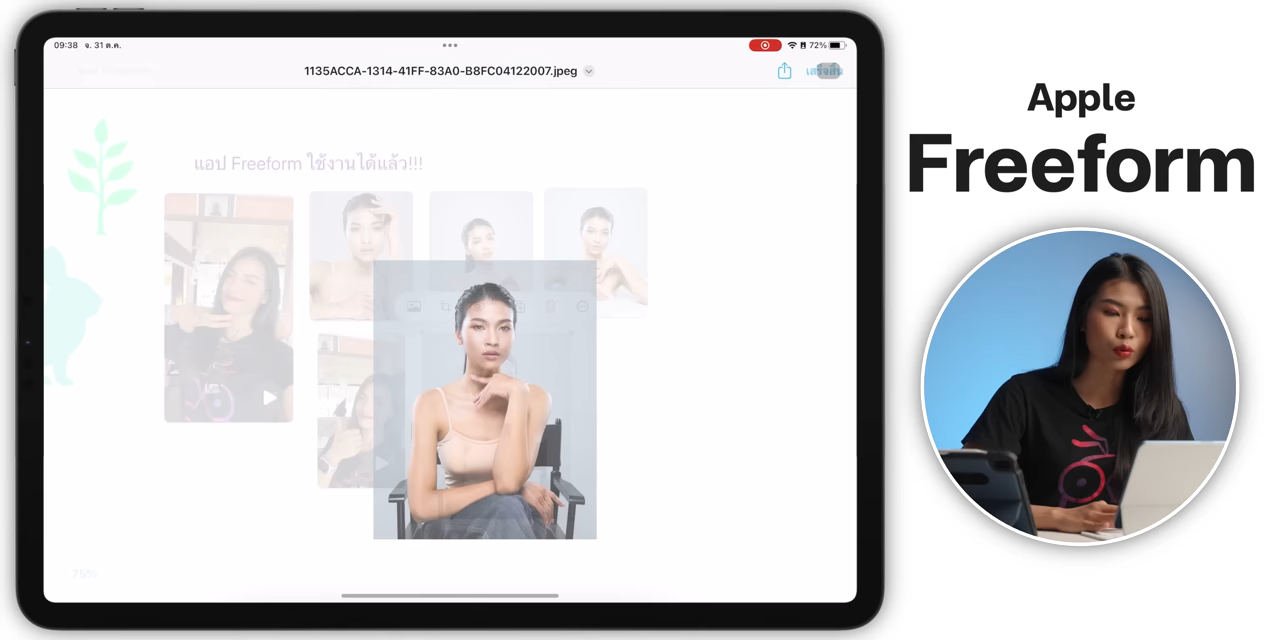 09:38 จ. 31 ต.ค.
72%
1135ACCA-1314-41FF-83A0-B8FC04122007.jpeg
แอป Freeform ใช้งานได้แล้ว!!!
75%
Apple
Freeform